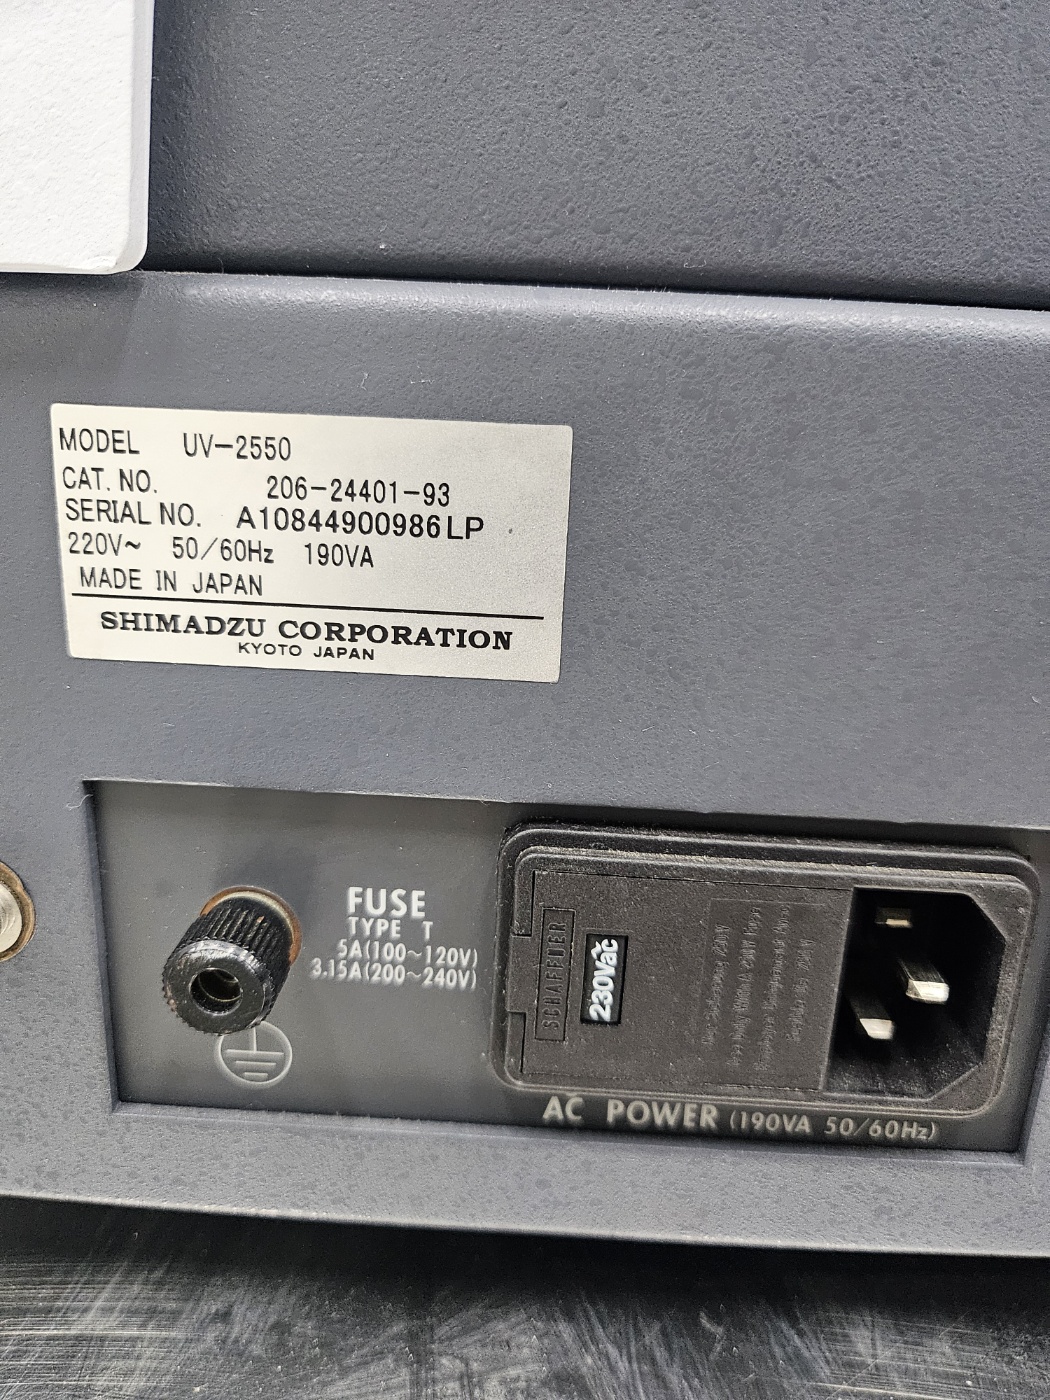 MODEL UV-2550
CAT. NO. 206-24401-93
SERIAL NO. A10844900986LP
220V~ 50/60Hz 190VA
MADE IN JAPAN
SHIMADZU CORPORATION
KYOTO JAPAN
FUSE
TYPE T
5A(100~120V)
3.15A(200~240V)
SCHAFFNER
230Vac
AC POWER (190VA 50/60Hz)